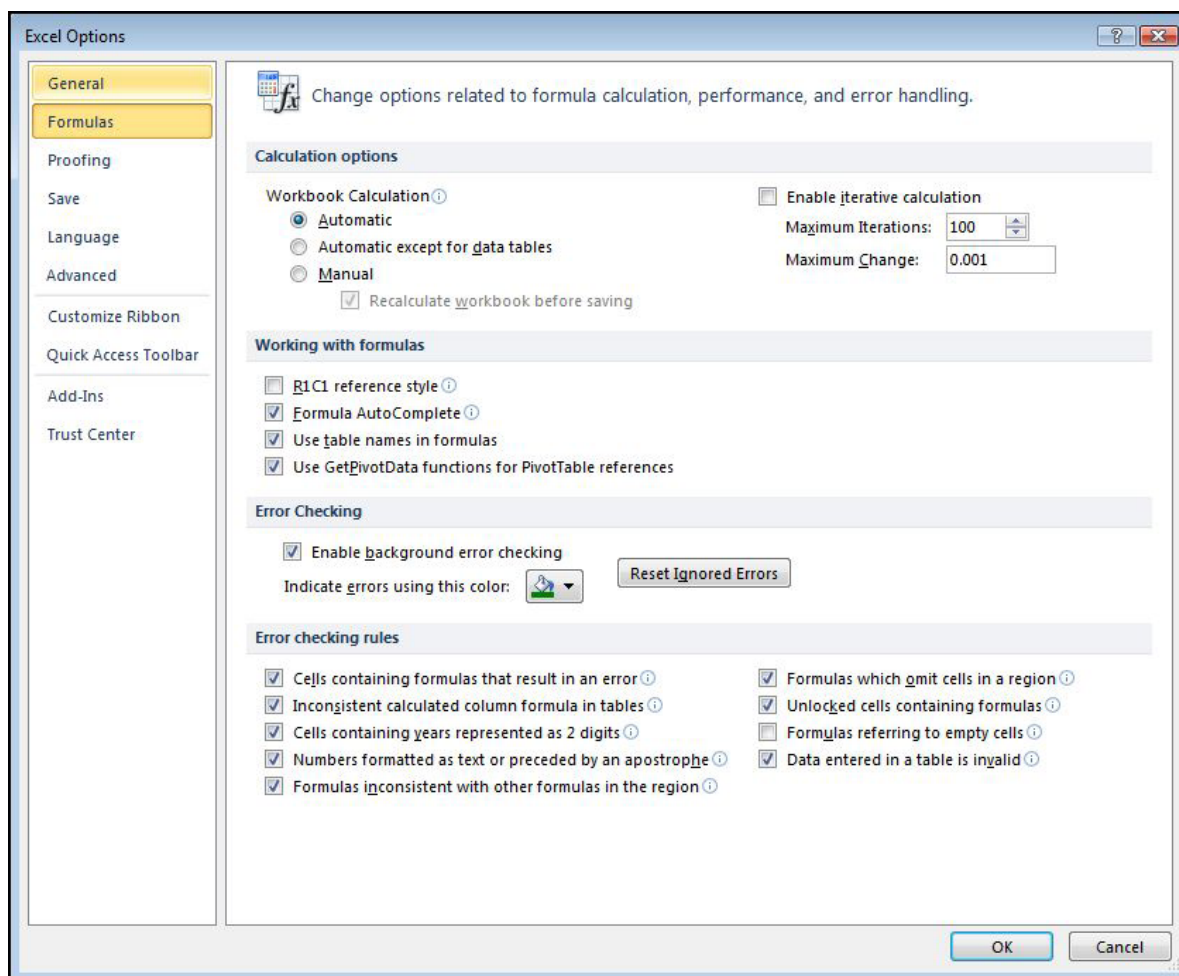 Excel Options
General
Formulas
Proofing
Save
Language
Advanced
Customize Ribbon
Quick Access Toolbar
Add-Ins
Trust Center
Change options related to formula calculation, performance, and error handling.
Calculation options
Workbook Calculation
Automatic
Automatic except for data tables
Manual
Recalculate workbook before saving
Enable iterative calculation
Maximum Iterations: 100
Maximum Change: 0.001
Working with formulas
R1C1 reference style
Formula AutoComplete
Use table names in formulas
Use GetPivotData functions for PivotTable references
Error Checking
Enable background error checking
Indicate errors using this color:
Reset Ignored Errors
Error checking rules
Cells containing formulas that result in an error
Inconsistent calculated column formula in tables
Cells containing years represented as 2 digits
Numbers formatted as text or preceded by an apostrophe
Formulas inconsistent with other formulas in the region
Formulas which omit cells in a region
Unlocked cells containing formulas
Formulas referring to empty cells
Data entered in a table is invalid
OK
Cancel